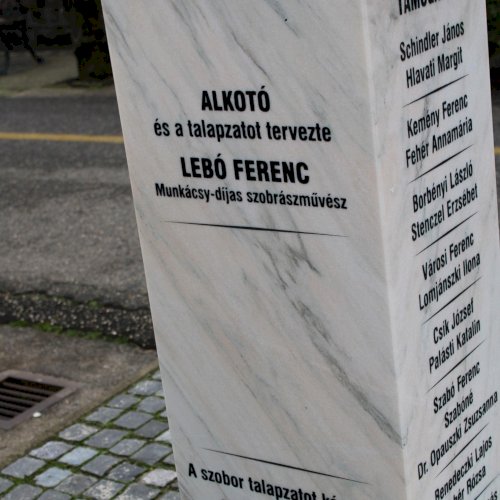 ALKOTÓ
és a talapzatot tervezte
LEBÓ FERENC
Munkácsy-díjas szobrászművész
A szobor talapzatot
Schindler János
Hlavati Margit
Kemény Ferenc
Fehér Annamária
Borbényi László
Stenczel Erzsébet
Városi Ferenc
Lomjánszki Ilona
Csík József
Palásti Katalin
Szabó Ferenc
Szabóné
Dr. Opauszki Zsuzsanna
Benedeczki Lajos
Rózsa